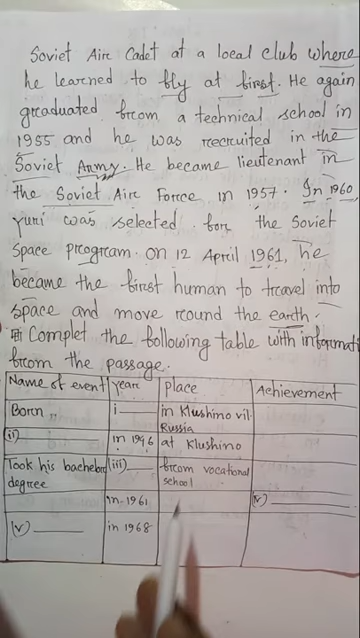 Soviet Air Cadet at a local club where
he learned to fly at first. He again
graduated from a technical school in
1955 and he was recruited in the
Soviet Army. He became lieutenant in
the Soviet Air Force in 1957. In 1960,
yuri was selected for the Soviet
space program. on 12 April 1961, he
became the first human to travel into
space and move round the earth.
Complet the following table with informati
from the passage.
Name of event year place Achievement
Born i in Klushino vil
Russia
(ii) in 1946 at Klushino
Took his bachelord (iii) from vocational
degree school
in 1961 (v)
(v) in 1968